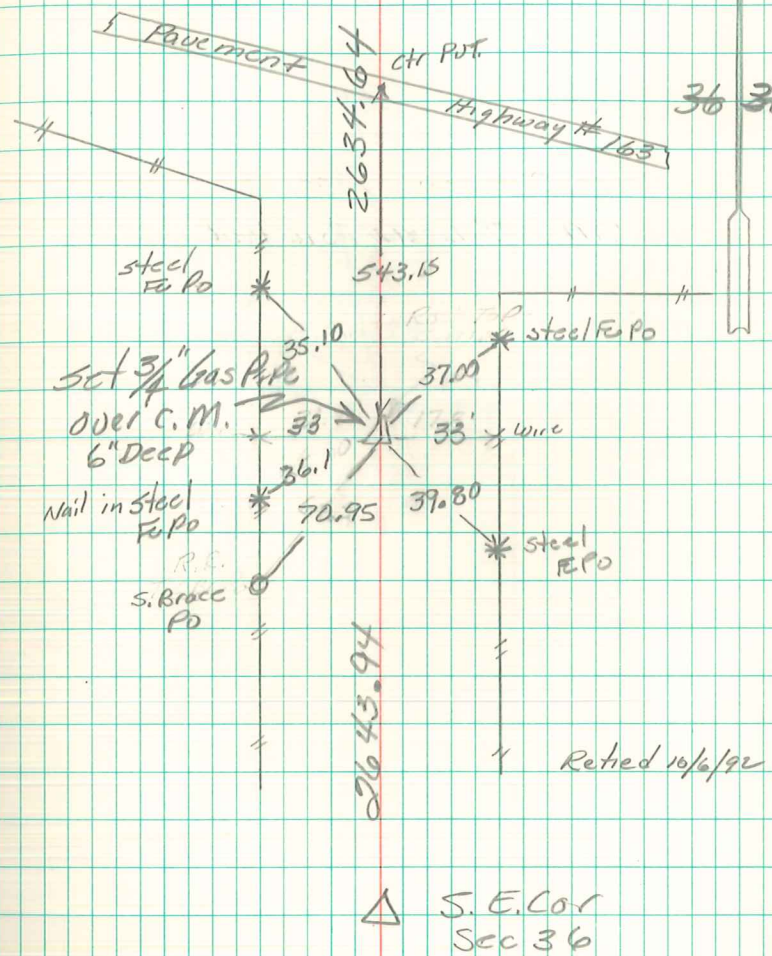 Pavement
ctr PVT.
2634.64
Highway # 163
36
steel
Fe Po
543.15
35.10
steel Fe Po
37.00
Set 3/4" Gas Pipe
over C.M.
6" Deep
33
33'
wire
36.1
Nail in steel
Fe Po
70.95
39.80
steel
FE Po
S. Brace
Po
2643.94
Retied 10/6/92
S. E. Cor
Sec 36